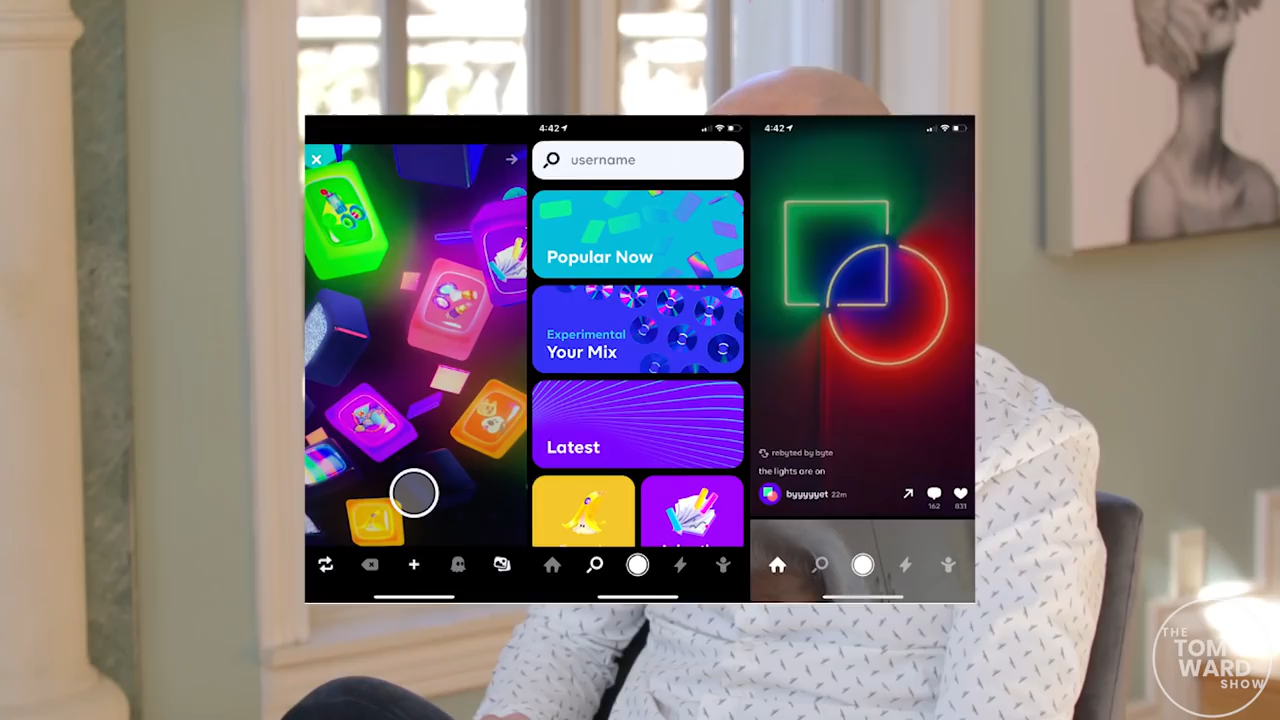 4:42
username
Popular Now
Experimental
Your Mix
Latest
4:42
rebyted by byte
the lights are on
byyyyyet 22m
162
831
THE
TOM
WARD
SHOW